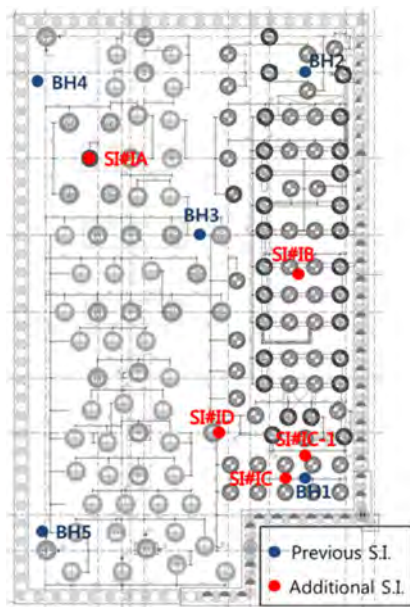 BH2
BH4
SI#IA
BH3
SI#IB
SI#ID
SI#IC-1
SI#IC
BH1
BH5
Previous S.I.
Additional S.I.